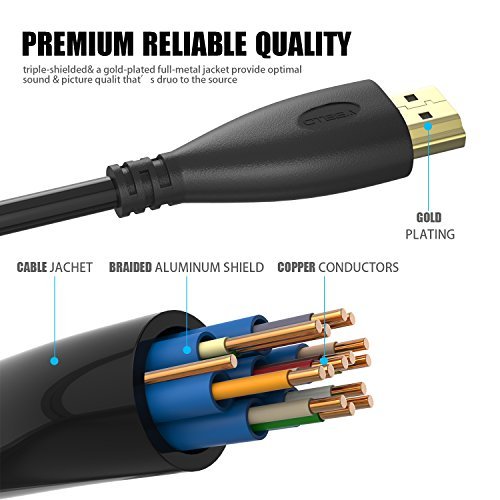 PREMIUM RELIABLE QUALITY
triple-shielded& a gold-plated full-metal jacket provide optimal
sound & picture qualit that´s druo to the source
GOLD
PLATING
CABLE JACHET
BRAIDED ALUMINUM SHIELD
COPPER CONDUCTORS